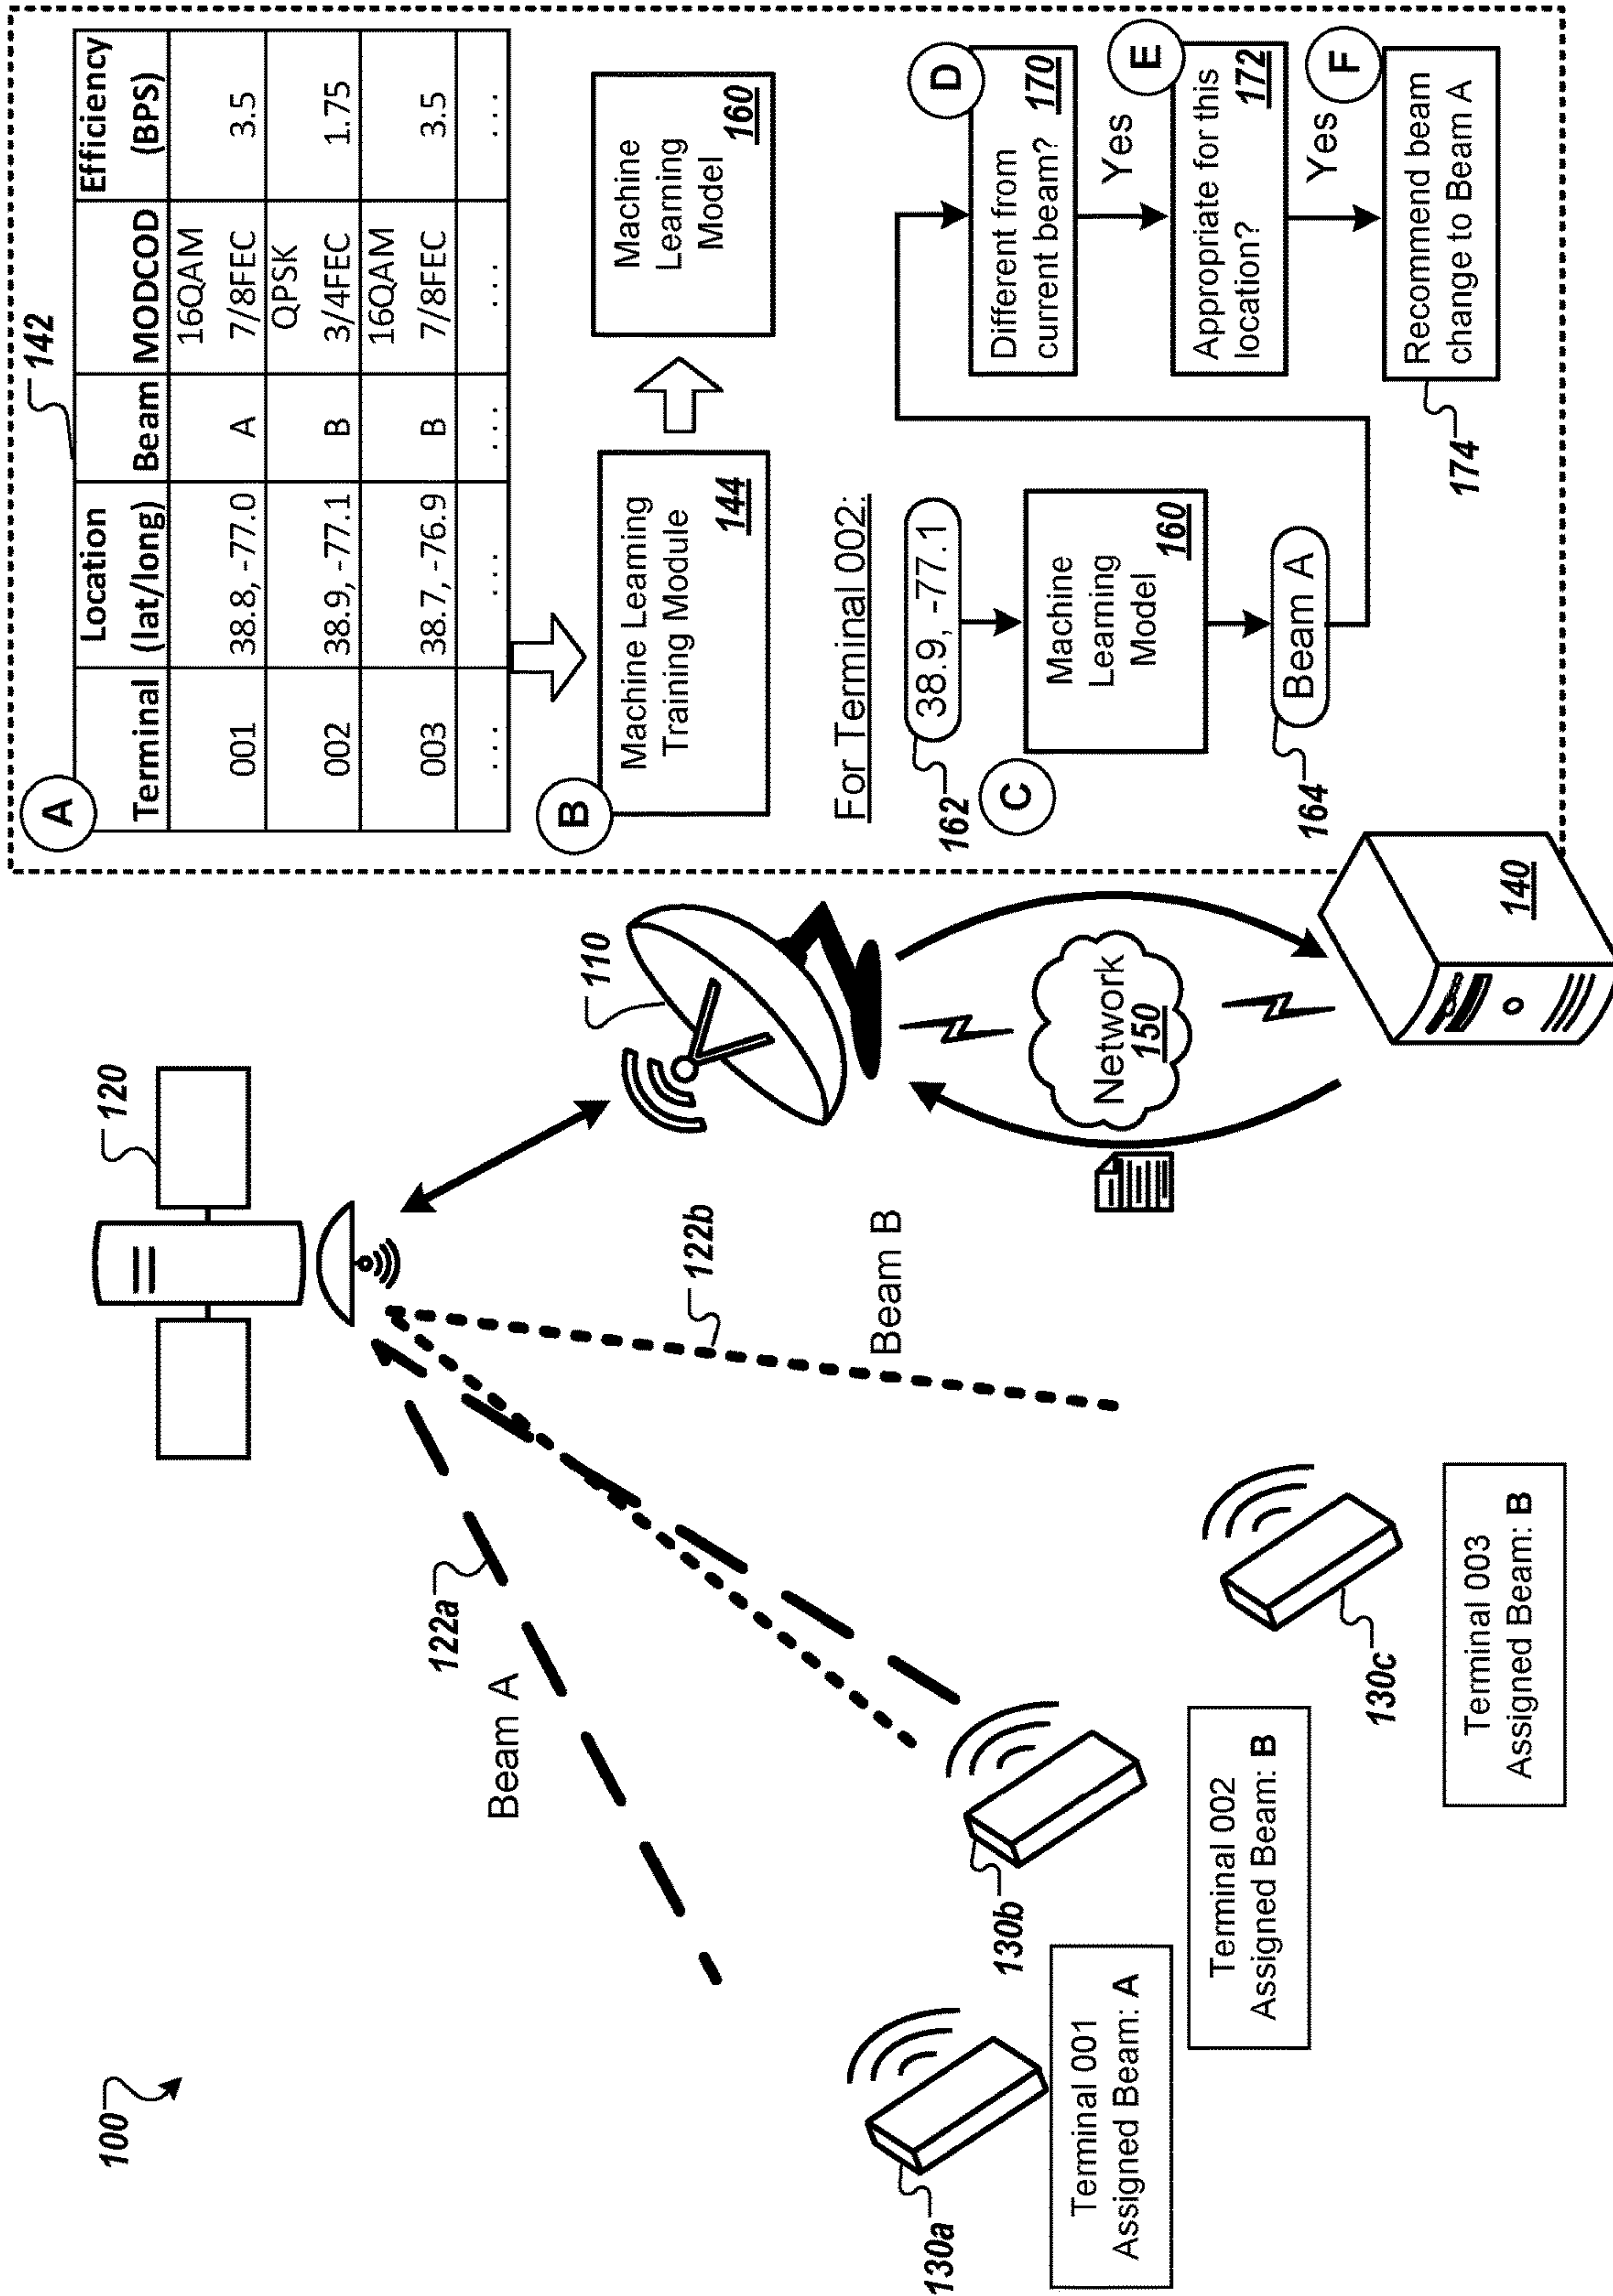 100
120
122a
Beam A
122b
Beam B
110
Network
150
140
130a
Terminal 001
Assigned Beam: A
130b
Terminal 002
Assigned Beam: B
130c
Terminal 003
Assigned Beam: B
142
A
Terminal Location (lat/long) Beam MODCOD Efficiency (BPS)
001 38.8, -77.0 A 16QAM 7/8FEC 3.5
002 38.9, -77.1 B QPSK 3/4FEC 1.75
003 38.7, -76.9 B 16QAM 7/8FEC 3.5
... ... ... ... ...
B
Machine Learning
Training Module
144
Machine
Learning
Model
160
For Terminal 002:
162
38.9, -77.1
C
Machine
Learning
Model
160
164
Beam A
D
Different from
current beam?
170
Yes
E
Appropriate for this
location?
172
Yes
F
Recommend beam
change to Beam A
174